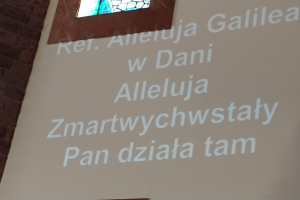 Ref. Alleluja Galilea
w Dani
Alleluja
Zmartwychwstały
Pan działa tam